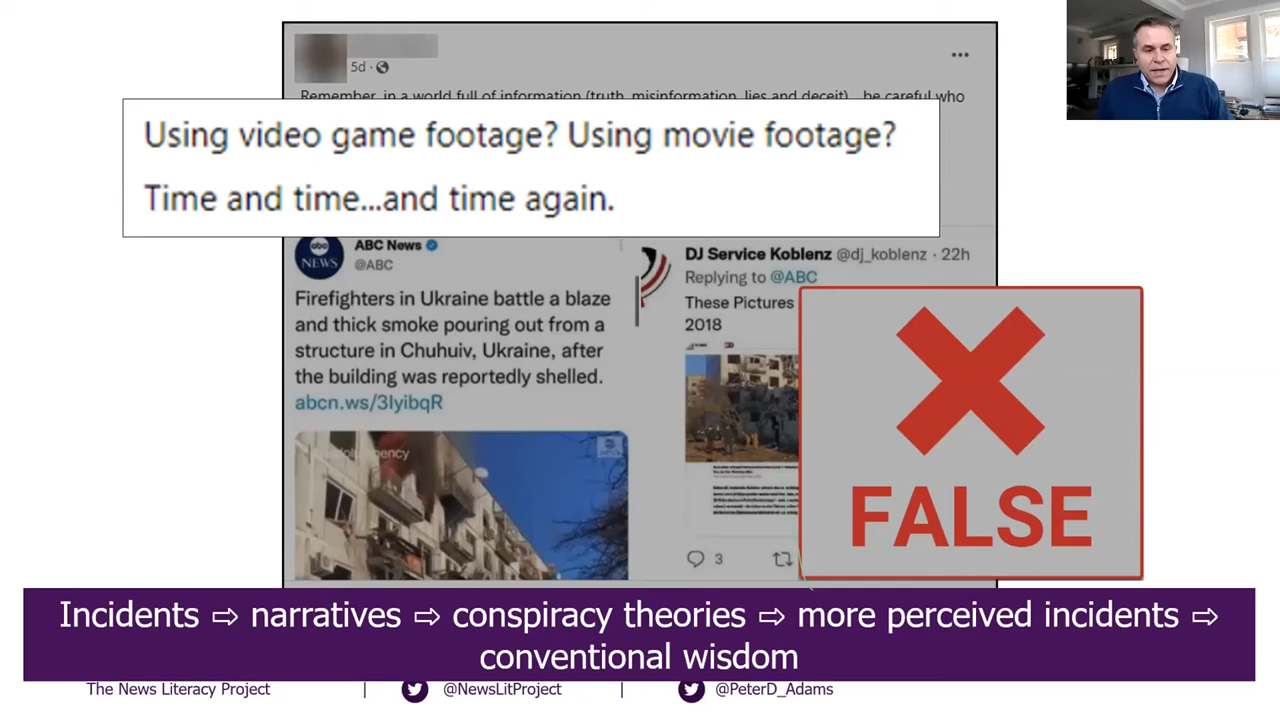 5d ·
Remember, in a world full of information (truth, misinformation, lies and deceit)... be careful who
Using video game footage? Using movie footage?
Time and time...and time again.
abc
NEWS
ABC News
@ABC
Firefighters in Ukraine battle a blaze
and thick smoke pouring out from a
structure in Chuhuiv, Ukraine, after
the building was reportedly shelled.
abcn.ws/3IyibqR
DJ Service Koblenz @dj_koblenz · 22h
Replying to @ABC
These Pictures
2018
3
FALSE
Incidents ⇨ narratives ⇨ conspiracy theories ⇨ more perceived incidents ⇨
conventional wisdom
The News Literacy Project | @NewsLitProject | @PeterD_Adams